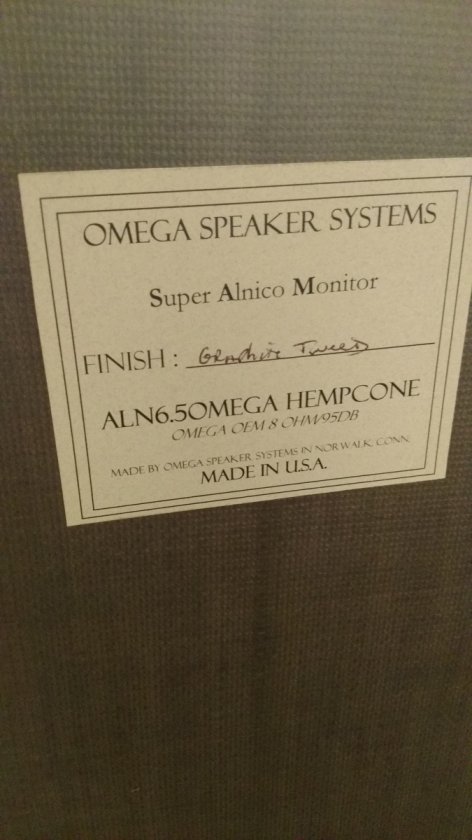 OMEGA SPEAKER SYSTEMS
Super Alnico Monitor
FINISH : Graphite Tweed
ALN6.5OMEGA HEMPCONE
OMEGA OEM 8 OHM/95DB
MADE BY OMEGA SPEAKER SYSTEMS IN NORWALK, CONN.
MADE IN U.S.A.